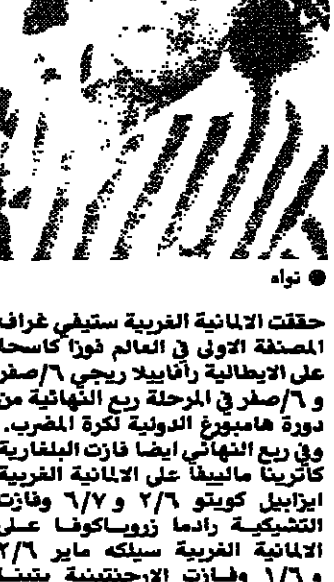 ● نواه
حققت الالمانية الغربية ستيفي غراف
المصنفة الاولى في العالم فوزا كاسحا
على الايطالية رافاييلا ريجي ٦/صفر
و ٦/صفر في المرحلة ربع النهائية من
دورة هامبورغ الدولية لكرة المضرب.
وفي ربع النهائي ايضا فازت البلغارية
كاترينا مالييفا على الالمانية الغربية
ايزابيل كويتو ٢/٦ و ٦/٧ وفازت
التشيكية رادما زروباكوفا على
الالمانية الغربية سيلكه ماير ٢/٦
و ١/٦ وفازت الارجنتينية بتينا